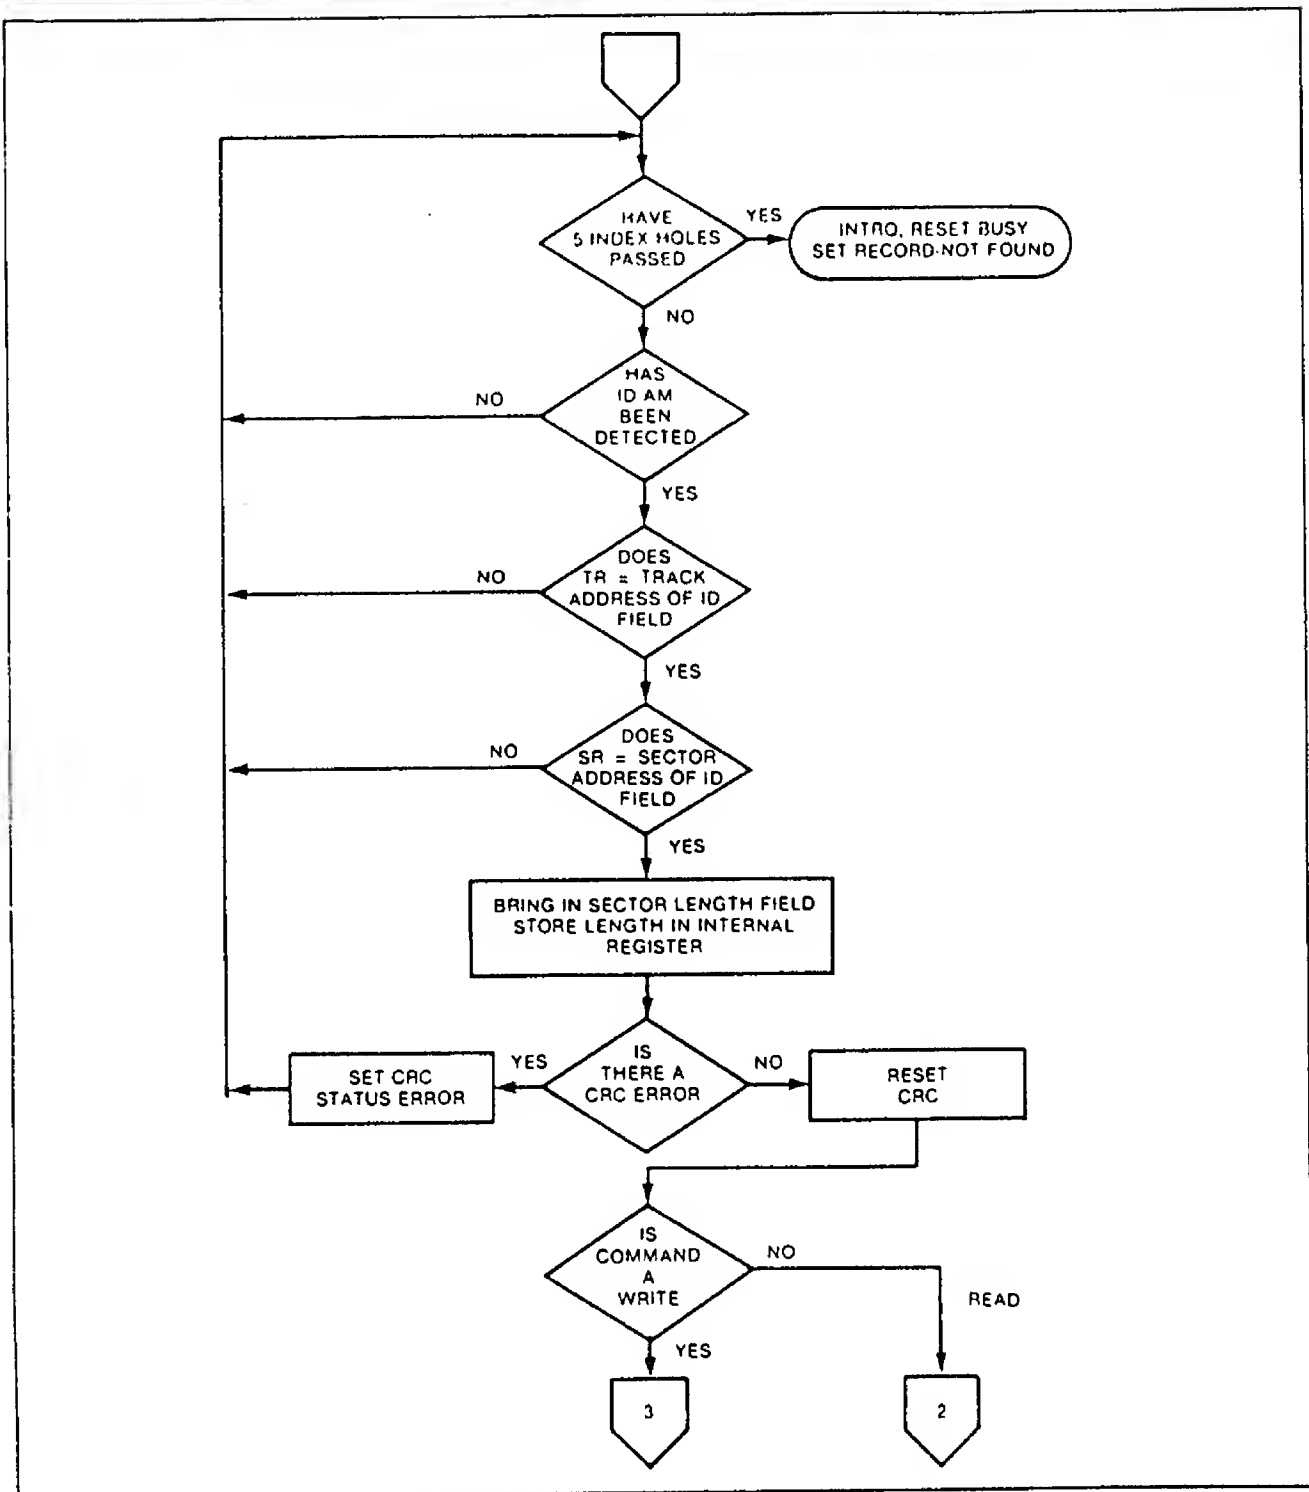 HAVE
5 INDEX HOLES
PASSED
YES
INTRO, RESET BUSY
SET RECORD-NOT FOUND
NO
HAS
ID AM
BEEN
DETECTED
NO
YES
DOES
TR = TRACK
ADDRESS OF ID
FIELD
NO
YES
DOES
SR = SECTOR
ADDRESS OF ID
FIELD
NO
YES
BRING IN SECTOR LENGTH FIELD
STORE LENGTH IN INTERNAL
REGISTER
SET CRC
STATUS ERROR
YES
IS
THERE A
CRC ERROR
NO
RESET
CRC
IS
COMMAND
A
WRITE
NO
READ
YES
3
2